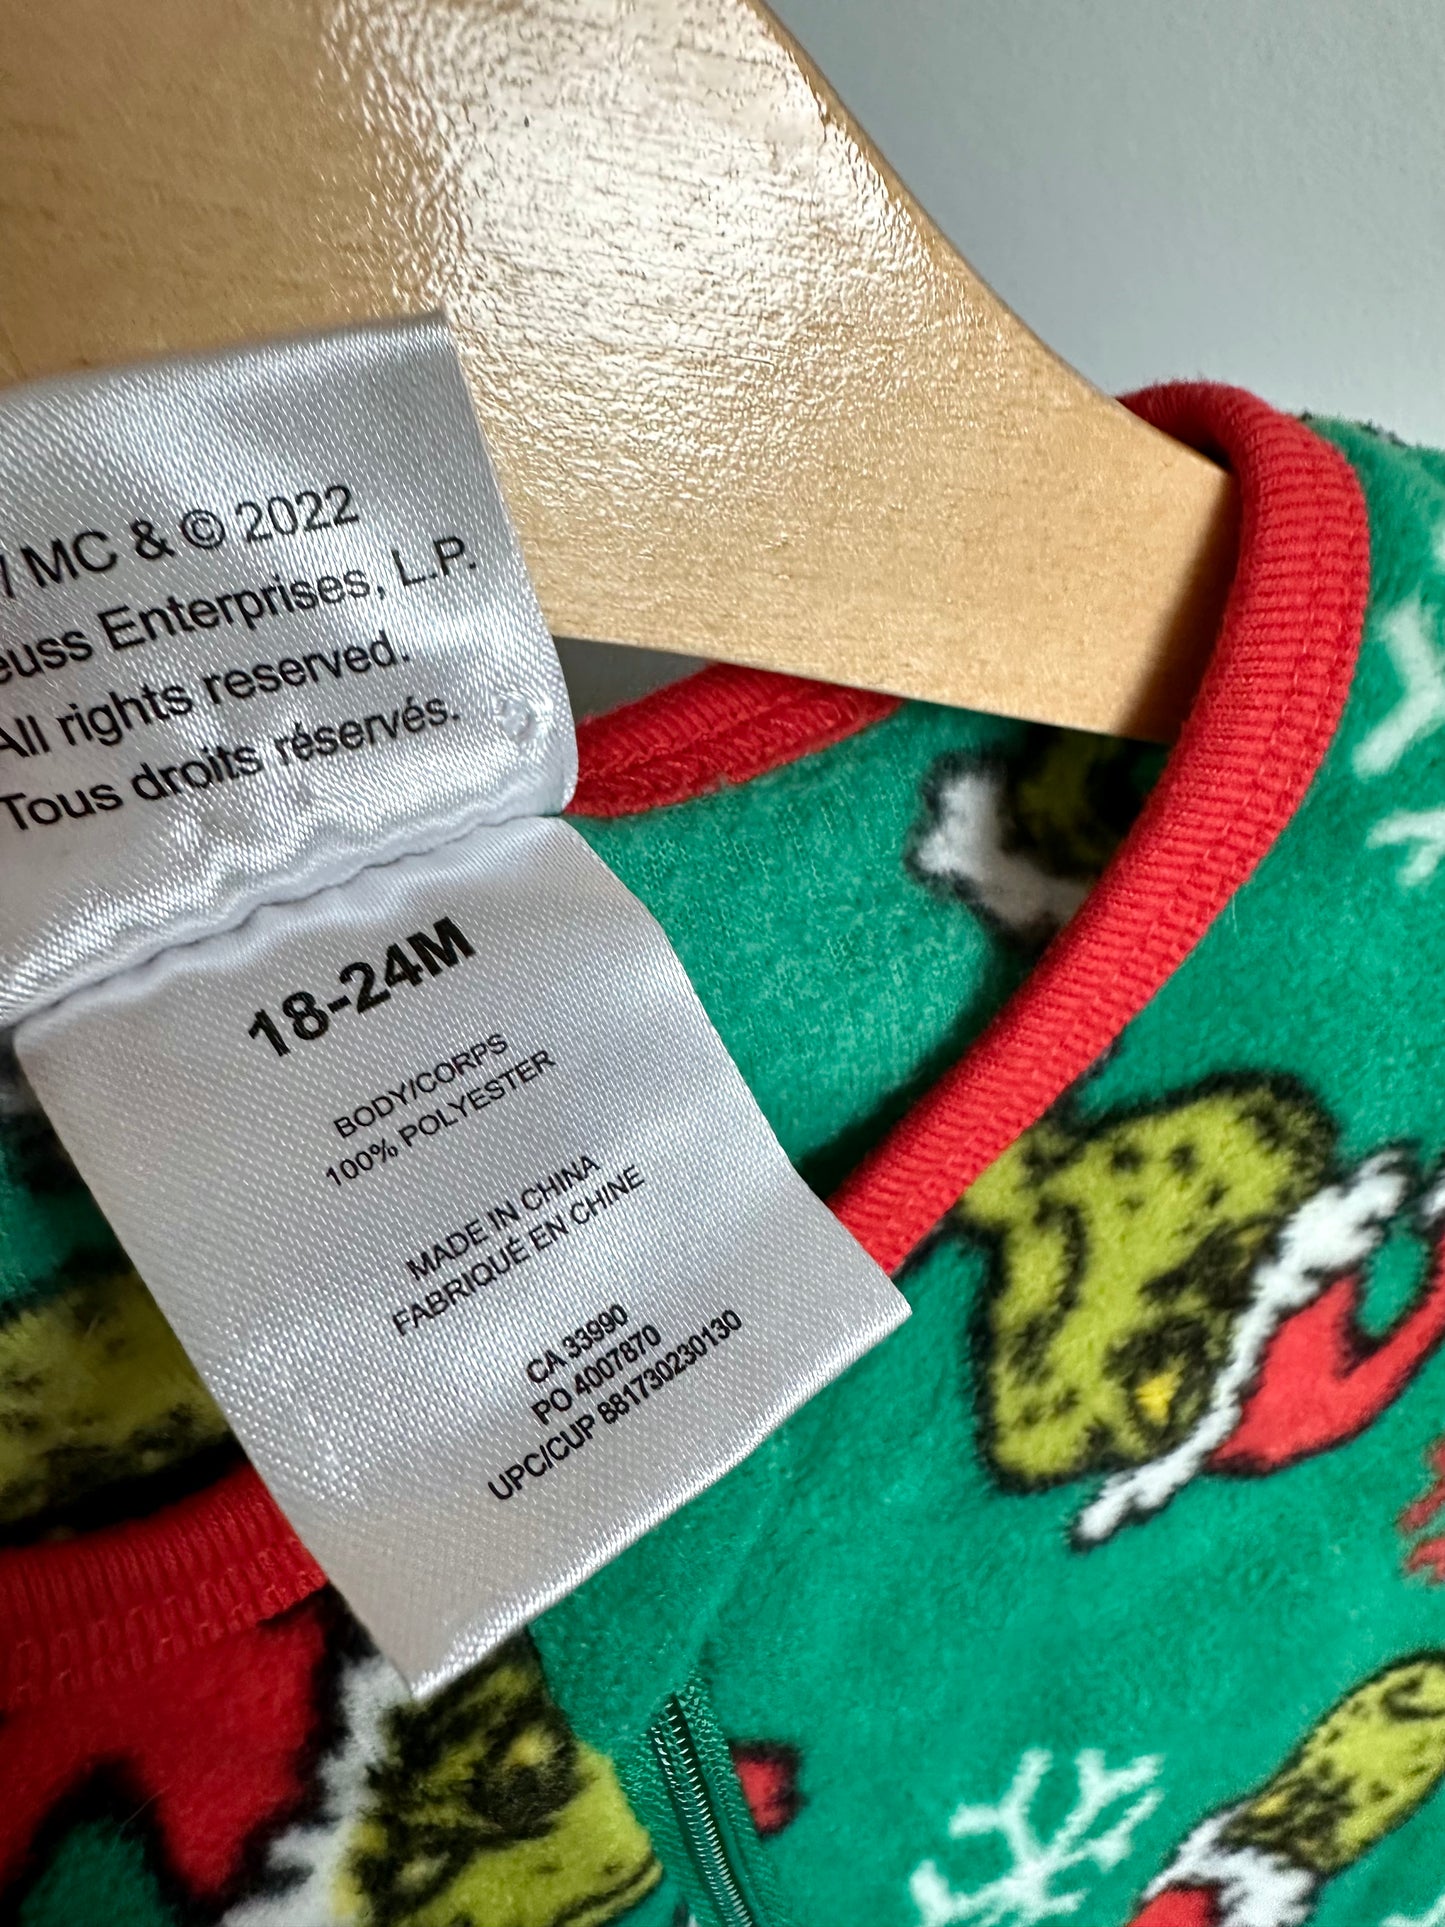 / MC & © 2022
euss Enterprises, L.P.
All rights reserved.
Tous droits réservés.
18-24M
BODY/CORPS
100% POLYESTER
MADE IN CHINA
FABRIQUÉ EN CHINE
CA 33990
PO 4007870
UPC/CUP 881730230130